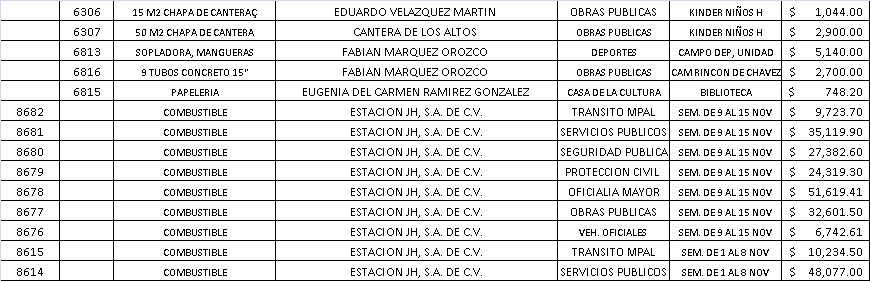 6306 15 M2 CHAPA DE CANTERAÇ EDUARDO VELAZQUEZ MARTIN OBRAS PUBLICAS KINDER NIÑOS H $ 1,044.00
6307 50 M2 CHAPA DE CANTERA CANTERA DE LOS ALTOS OBRAS PUBLICAS KINDER NIÑOS H $ 2,900.00
6813 SOPLADORA, MANGUERAS FABIAN MARQUEZ OROZCO DEPORTES CAMPO DEP, UNIDAD $ 5,140.00
6816 9 TUBOS CONCRETO 15" FABIAN MARQUEZ OROZCO OBRAS PUBLICAS CAM RINCON DE CHAVEZ $ 2,700.00
6815 PAPELERIA EUGENIA DEL CARMEN RAMIREZ GONZALEZ CASA DE LA CULTURA BIBLIOTECA $ 748.20
8682 COMBUSTIBLE ESTACION JH, S.A. DE C.V. TRANSITO MPAL SEM. DE 9 AL 15 NOV $ 9,723.70
8681 COMBUSTIBLE ESTACION JH, S.A. DE C.V. SERVICIOS PUBLICOS SEM. DE 9 AL 15 NOV $ 35,119.90
8680 COMBUSTIBLE ESTACION JH, S.A. DE C.V. SEGURIDAD PUBLICA SEM. DE 9 AL 15 NOV $ 27,382.60
8679 COMBUSTIBLE ESTACION JH, S.A. DE C.V. PROTECCION CIVIL SEM. DE 9 AL 15 NOV $ 24,319.30
8678 COMBUSTIBLE ESTACION JH, S.A. DE C.V. OFICIALIA MAYOR SEM. DE 9 AL 15 NOV $ 51,619.41
8677 COMBUSTIBLE ESTACION JH, S.A. DE C.V. OBRAS PUBLICAS SEM. DE 9 AL 15 NOV $ 32,601.50
8676 COMBUSTIBLE ESTACION JH, S.A. DE C.V. VEH. OFICIALES SEM. DE 9 AL 15 NOV $ 6,742.61
8615 COMBUSTIBLE ESTACION JH, S.A. DE C.V. TRANSITO MPAL SEM. DE 1 AL 8 NOV $ 10,234.50
8614 COMBUSTIBLE ESTACION JH, S.A. DE C.V. SERVICIOS PUBLICOS SEM. DE 1 AL 8 NOV $ 48,077.00